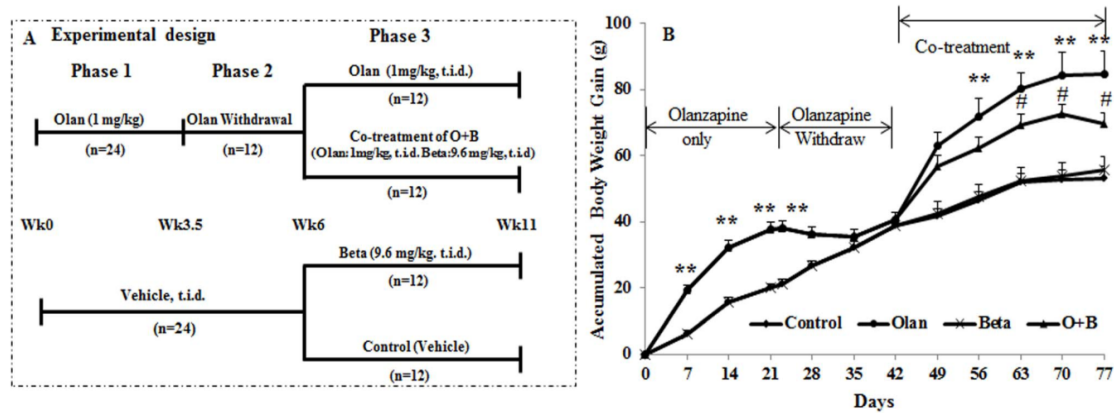 A Experimental design
Phase 1
Phase 2
Phase 3
Olan (1 mg/kg)
(n=24)
Olan Withdrawal
(n=12)
Olan (1mg/kg, t.i.d.)
(n=12)
Co-treatment of O+B
(Olan: 1mg/kg, t.i.d. Beta:9.6 mg/kg, t.i.d)
(n=12)
Wk0
Wk3.5
Wk6
Wk11
Vehicle, t.i.d.
(n=24)
Beta (9.6 mg/kg. t.i.d.)
(n=12)
Control (Vehicle)
(n=12)
B
Accumulated Body Weight Gain (g)
100
80
60
40
20
0
Co-treatment
Olanzapine
only
Olanzapine
Withdraw
** ** ** **
** ** ** **
# # #
Control Olan Beta O+B
0 7 14 21 28 35 42 49 56 63 70 77
Days